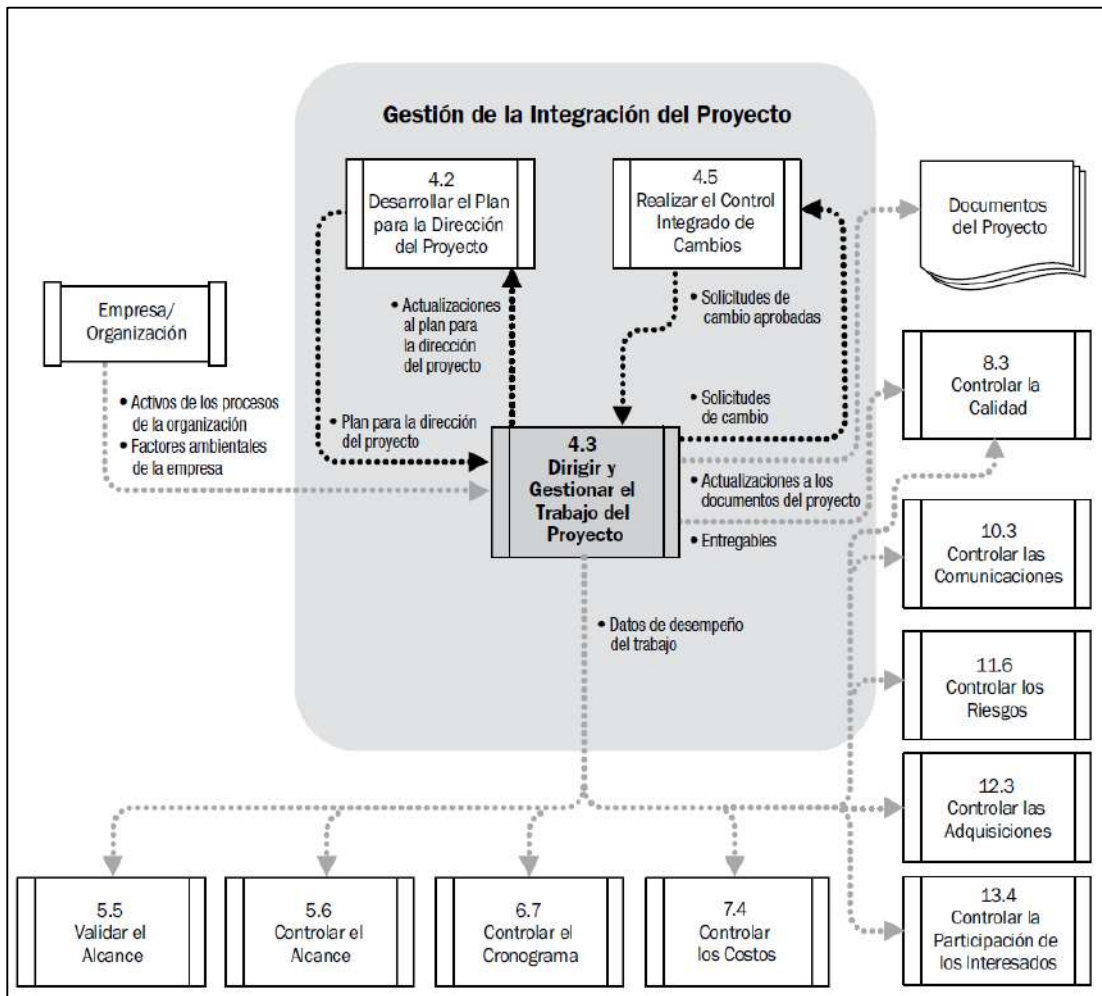 Gestión de la Integración del Proyecto
4.2
Desarrollar el Plan
para la Dirección
del Proyecto
4.5
Realizar el Control
Integrado de
Cambios
Documentos
del Proyecto
Empresa/
Organización
• Actualizaciones
al plan para
la dirección
del proyecto
• Solicitudes de
cambio aprobadas
8.3
Controlar la
Calidad
• Activos de los procesos
de la organización
• Factores ambientales
de la empresa
• Plan para la dirección
del proyecto
• Solicitudes
de cambio
4.3
Dirigir y
Gestionar el
Trabajo del
Proyecto
• Actualizaciones a los
documentos del proyecto
• Entregables
10.3
Controlar las
Comunicaciones
• Datos de desempeño
del trabajo
11.6
Controlar los
Riesgos
12.3
Controlar las
Adquisiciones
5.5
Validar el
Alcance
5.6
Controlar el
Alcance
6.7
Controlar el
Cronograma
7.4
Controlar
los Costos
13.4
Controlar la
Participación de
los Interesados